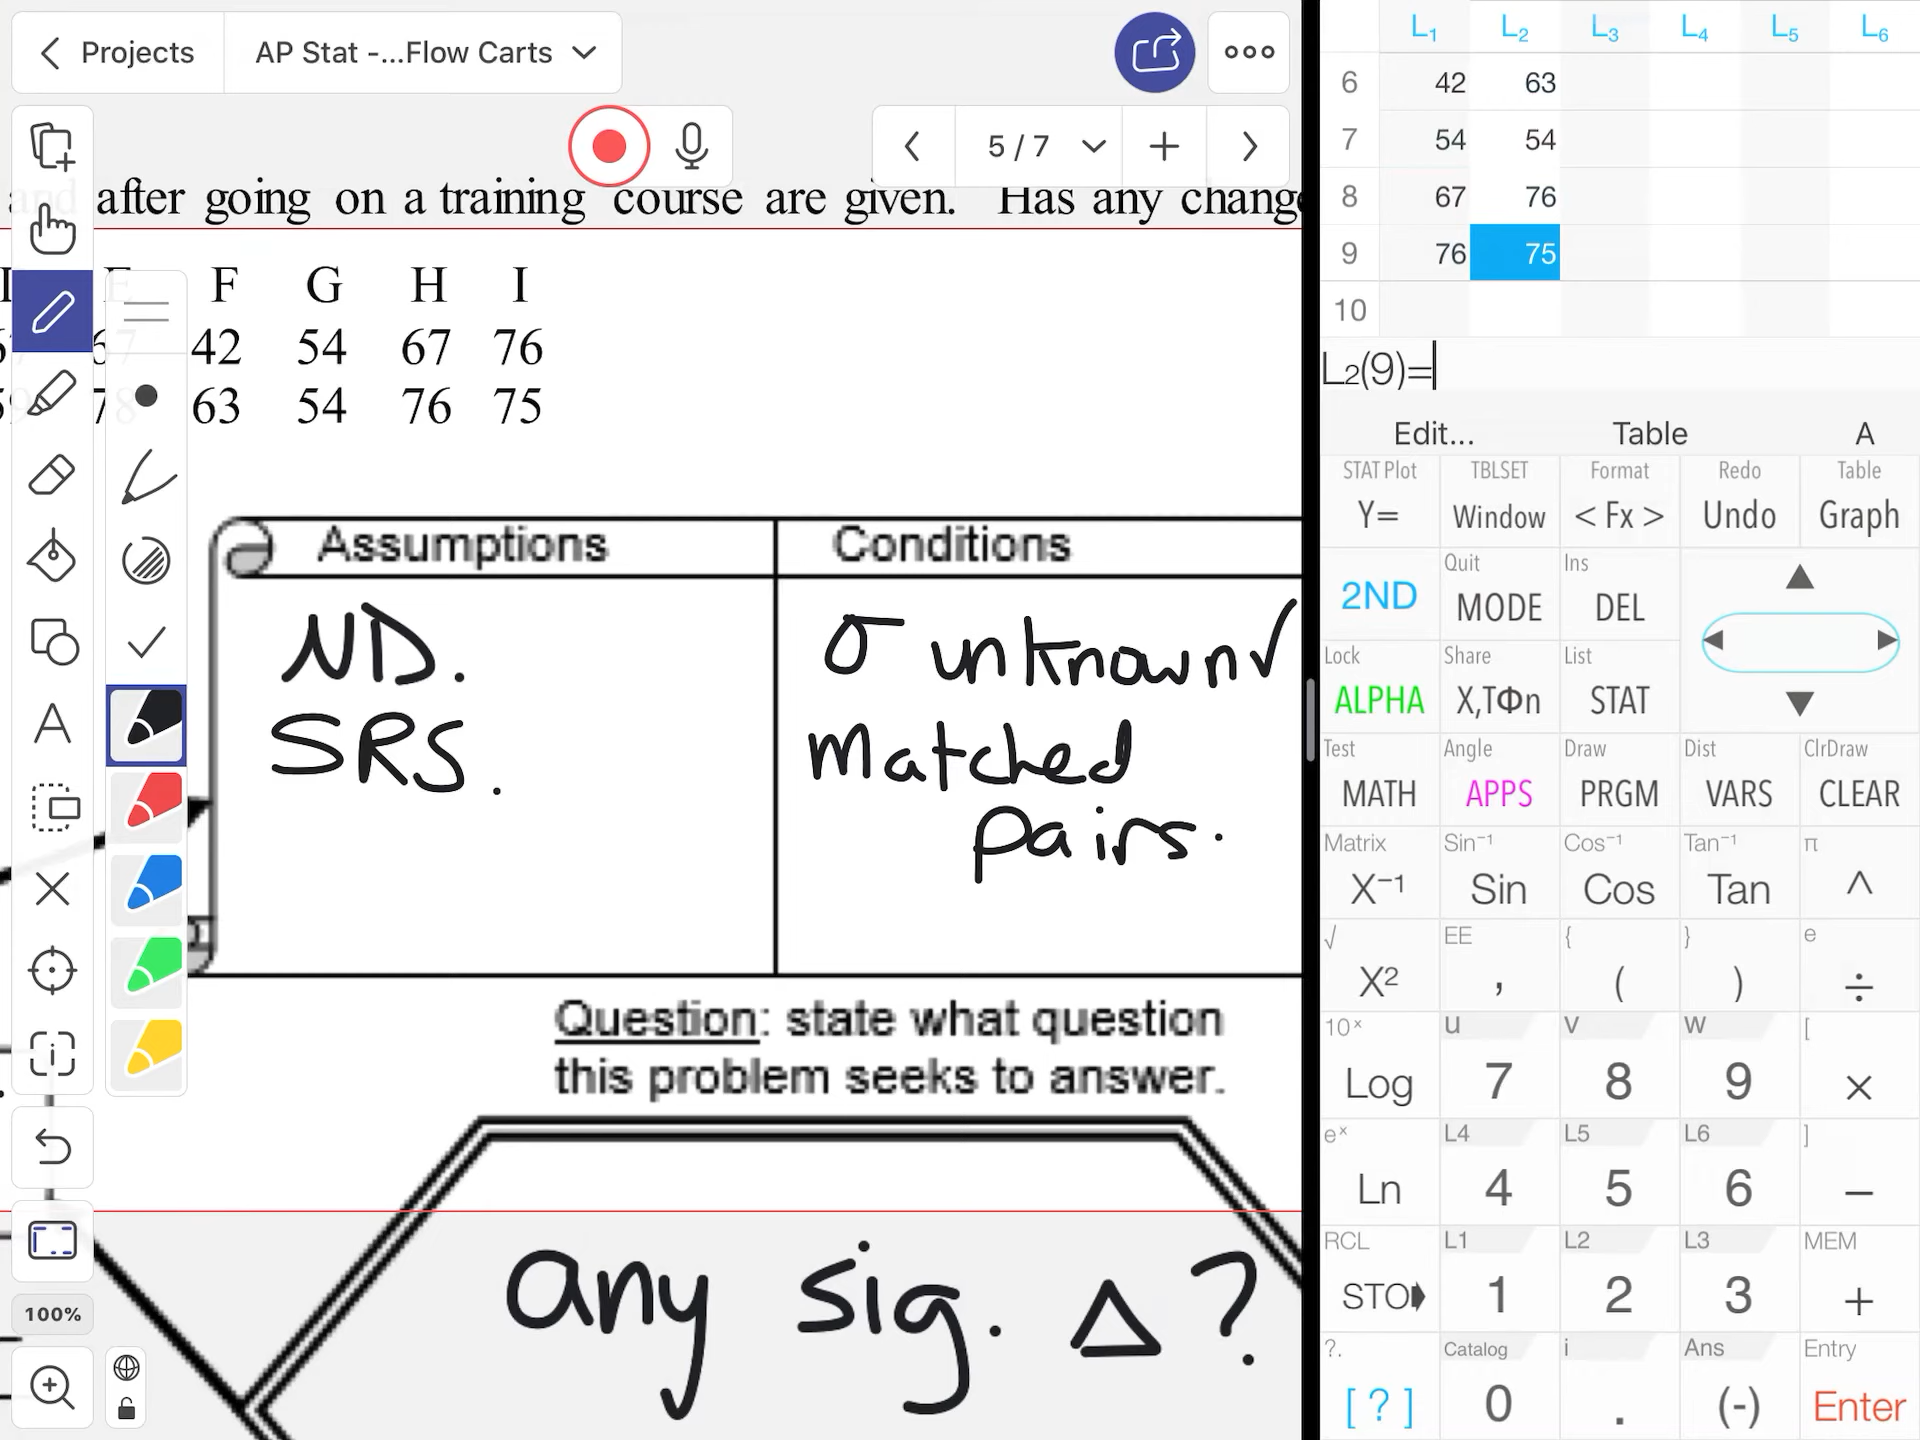 Projects
AP Stat -...Flow Carts
5 / 7
and after going on a training course are given. Has any change
E F G H I
67 42 54 67 76
78 63 54 76 75
Assumptions
Conditions
ND.
SRS.
σ unknown √
Matched
pairs.
Question: state what question
this problem seeks to answer.
any sig. Δ?
100%
L1 L2 L3 L4 L5 L6
6 42 63
7 54 54
8 67 76
9 76 75
10
L2(9)=
Edit... Table A
STAT Plot TBLSET Format Redo Table
Y= Window < Fx > Undo Graph
Quit Ins
2ND MODE DEL
Lock Share List
ALPHA X,TΦn STAT
Test Angle Draw Dist ClrDraw
MATH APPS PRGM VARS CLEAR
Matrix Sin⁻¹ Cos⁻¹ Tan⁻¹ π
X⁻¹ Sin Cos Tan ^
√ EE { } e
X² , ( ) ÷
10ˣ u v w [
Log 7 8 9 ×
eˣ L4 L5 L6 ]
Ln 4 5 6 −
RCL L1 L2 L3 MEM
STO 1 2 3 +
?. Catalog i Ans Entry
[ ? ] 0 . (-) Enter